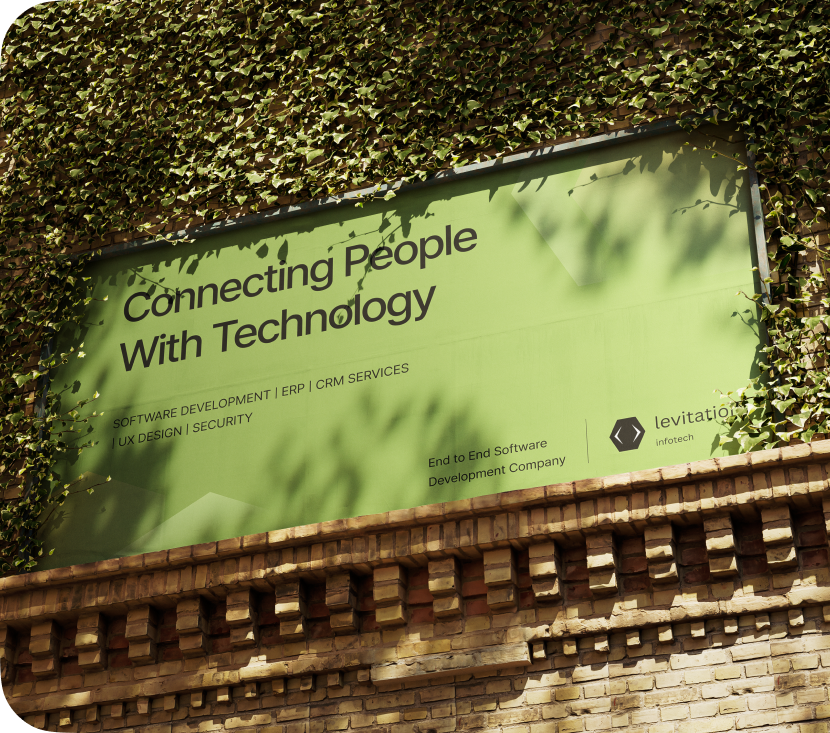 Connecting People
With Technology
SOFTWARE DEVELOPMENT | ERP | CRM SERVICES
| UX DESIGN | SECURITY
End to End Software
Development Company
levitation
infotech